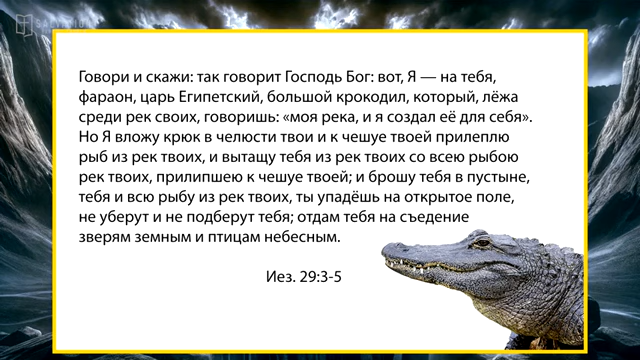 Говори и скажи: так говорит Господь Бог: вот, Я — на тебя,
фараон, царь Египетский, большой крокодил, который, лёжа
среди рек своих, говоришь: «моя река, и я создал её для себя».
Но Я вложу крюк в челюсти твои и к чешуе твоей прилеплю
рыб из рек твоих, и вытащу тебя из рек твоих со всею рыбою
рек твоих, прилипшею к чешуе твоей; и брошу тебя в пустыне,
тебя и всю рыбу из рек твоих, ты упадёшь на открытое поле,
не уберут и не подберут тебя; отдам тебя на съедение
зверям земным и птицам небесным.
Иез. 29:3-5